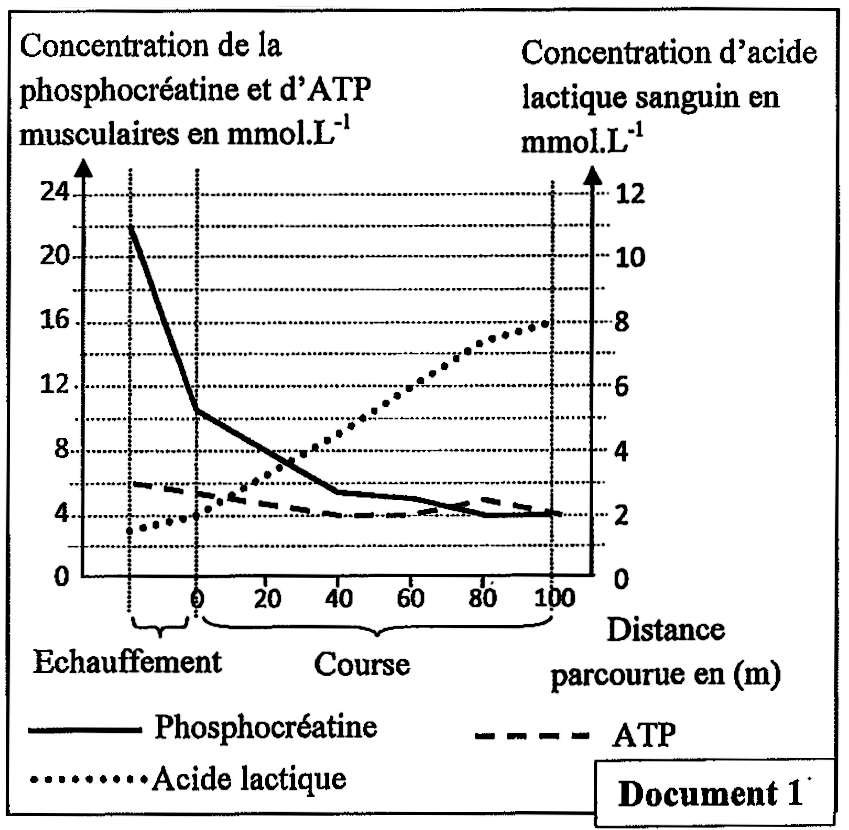 Concentration de la
phosphocréatine et d'ATP
musculaires en mmol.L-1
Concentration d'acide
lactique sanguin en
mmol.L-1
24
20
16
12
8
4
0
12
10
8
6
4
2
0
0 20 40 60 80 100
Echauffement
Course
Distance
parcourue en (m)
Phosphocréatine
ATP
Acide lactique
Document 1